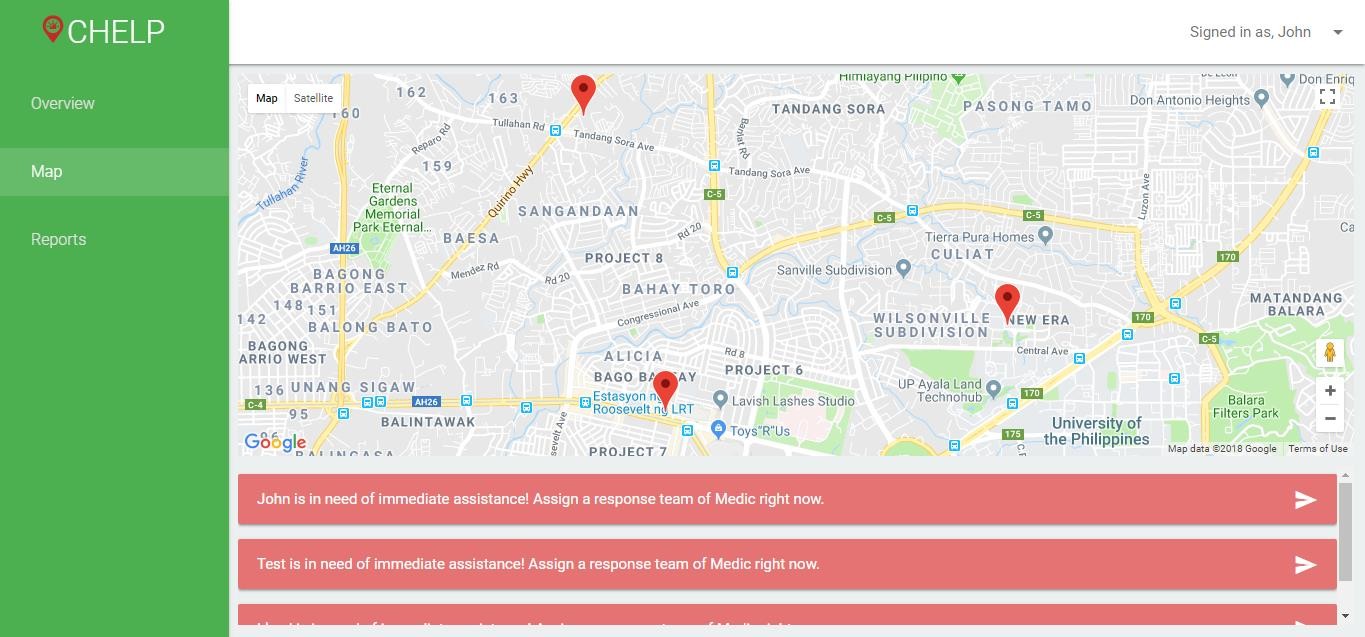 CHELP
Signed in as, John
Overview
Map
Reports
Map Satellite
162
163
160
Himlayang Pilipino
TANDANG SORA
PASONG TAMO
Don Antonio Heights
Don Enriq
Tullahan Rd
Tandang Sora Ave
Reparo Rd
159
Banlat Rd
Tandang Sora Ave
Tullahan River
Quirino Hwy
Eternal
Gardens
Memorial
Park Eternal...
SANGANDAAN
C-5
C-5
C-5
Luzon Ave
Rd 20
BAESA
AH26
Tierra Pura Homes
CULIAT
170
PROJECT 8
Mendez Rd
Rd 20
Sanville Subdivision
BAGONG
BARRIO EAST
BAHAY TORO
148
151
142
Congressional Ave
MATANDANG
BALARA
WILSONVILLE
SUBDIVISION
NEW ERA
170
BALONG BATO
BAGONG
ARRIO WEST
ALICIA
Rd 8
Central Ave
C-5
PROJECT 6
136
UNANG SIGAW
UP Ayala Land
Technohub
170
C-4
95
AH26
Estasyon
Roosevelt ng LRT
Lavish Lashes Studio
Balara
Filters Park
BALINTAWAK
Toys"R"Us
University of
the Philippines
175
96
Google
PROJECT 7
Map data ©2018 Google Terms of Use
John is in need of immediate assistance! Assign a response team of Medic right now.
Test is in need of immediate assistance! Assign a response team of Medic right now.